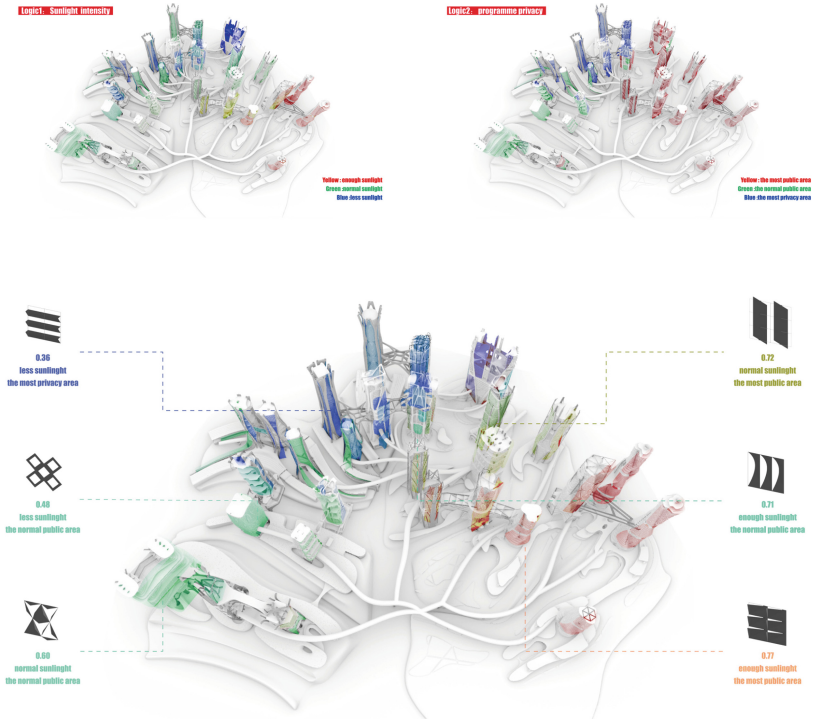 Logic1: Sunlight intensity
Logic2: programme privacy
Yellow : enough sunlight
Green :normal sunlight
Blue :less sunlight
Yellow : the most public area
Green :the normal public area
Blue :the most privacy area
0.36
less sunlinght
the most privacy area
0.72
normal sunlinght
the most public area
0.48
less sunlinght
the normal public area
0.71
enough sunlinght
the normal public area
0.60
normal sunlinght
the normal public area
0.77
enough sunlinght
the most public area